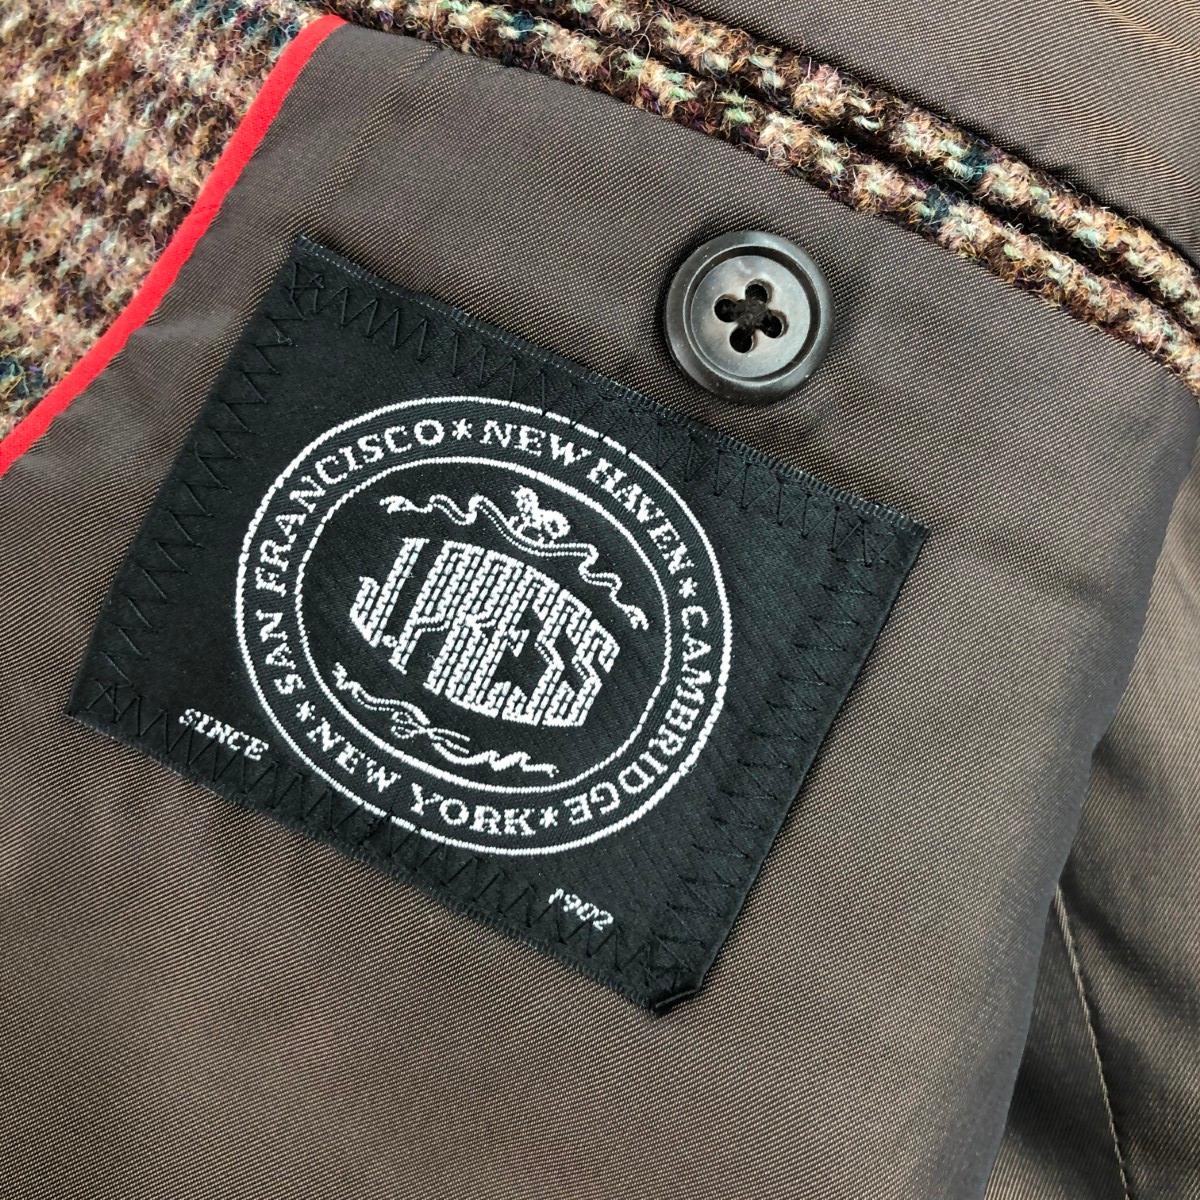 SAN FRANCISCO * NEW HAVEN * CAMBRIDGE * NEW YORK *
J.PRESS
SINCE 1902